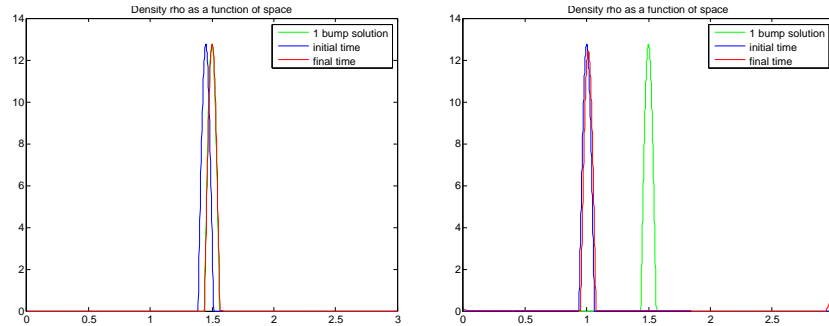 Density rho as a function of space
14
12
10
8
6
4
2
0
0 0.5 1 1.5 2 2.5 3
1 bump solution
initial time
final time
Density rho as a function of space
14
12
10
8
6
4
2
0
0 0.5 1 1.5 2 2.5
1 bump solution
initial time
final time